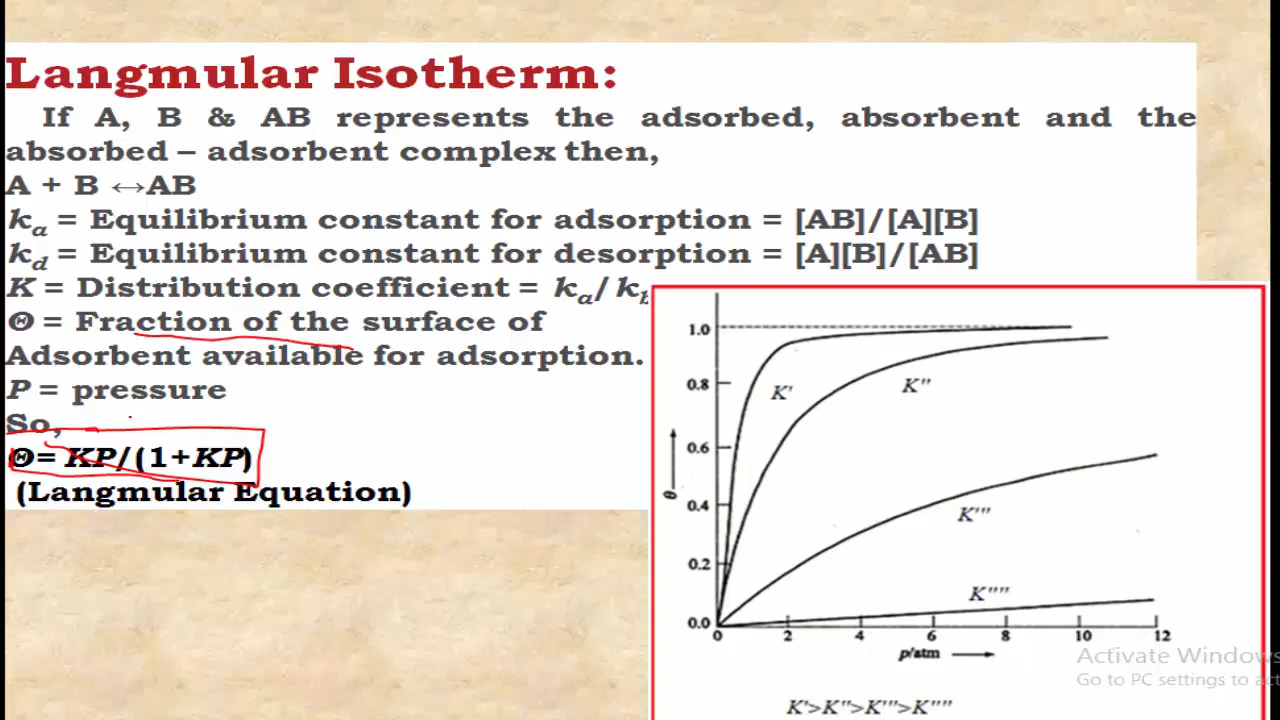 Langmular Isotherm:
If A, B & AB represents the adsorbed, absorbent and the
absorbed – adsorbent complex then,
A + B ↔AB
ka = Equilibrium constant for adsorption = [AB]/[A][B]
kd = Equilibrium constant for desorption = [A][B]/[AB]
K = Distribution coefficient = ka/ kb
Θ = Fraction of the surface of
Adsorbent available for adsorption.
P = pressure
So,
Θ= KP/(1+KP)
(Langmular Equation)
1.0
0.8
0.6
0.4
0.2
0.0
θ
K'
K''
K'''
K''''
0 2 4 6 8 10 12
p/atm
K'>K''>K'''>K''''
Activate Windows
Go to PC settings to act